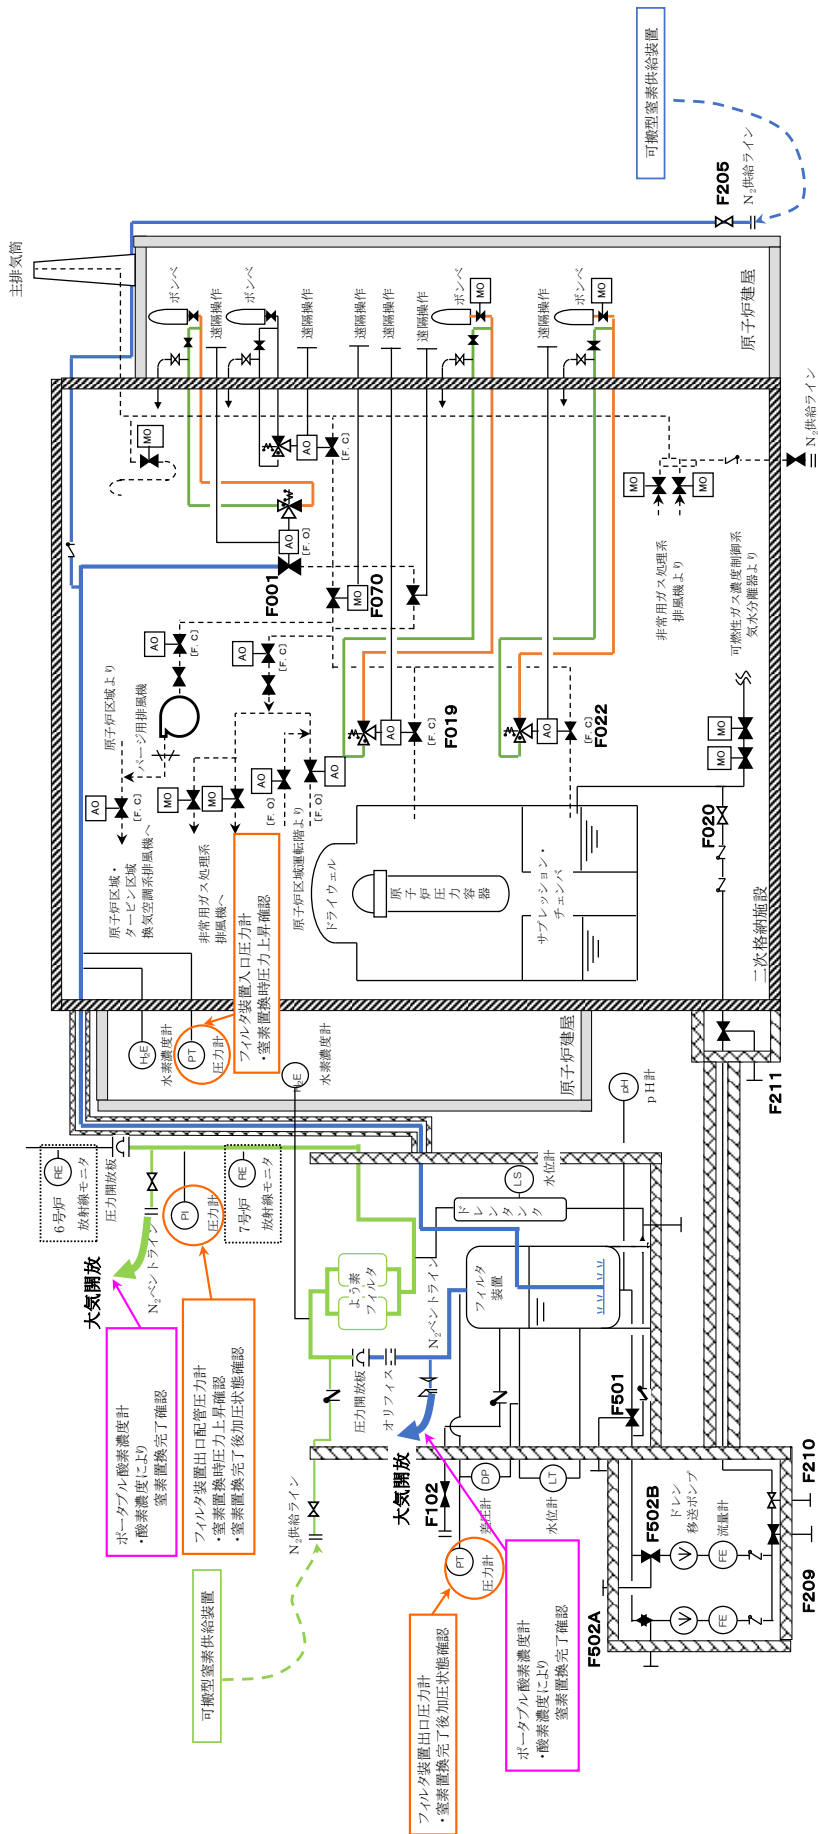 主排気筒
可搬型窒素供給装置
F205
N₂供給ライン
原子炉建屋
ボンベ
遠隔操作
ボンベ
遠隔操作
遠隔操作
遠隔操作
遠隔操作
ボンベ
MO
ボンベ
MO
遠隔操作
N₂供給ライン
MO
AO
[F.C]
AO
[F.O]
F001
MO
F070
AO
[F.C]
AO
[F.C]
原子炉区域より
パージ用排風機
AO
[F.C]
原子炉区域・
タービン区域
換気空調系排風機へ
MO
MO
非常用ガス処理系
排風機へ
AO
[F.O]
AO
[F.O]
原子炉区域運転階より
AO
[F.C]
F019
AO
[F.C]
F022
MO
MO
非常用ガス処理系
排風機より
可燃性ガス濃度制御系
気水分離器より
MO
MO
F020
ドライウェル
原子炉圧力容器
サプレッション・
チェンバ
二次格納施設
原子炉建屋
H₂E
水素濃度計
PT
圧力計
フィルタ装置入口圧力計
・窒素置換時圧力上昇確認
H₂E
水素濃度計
pH
pH計
F211
RE
6号炉
放射線モニタ
圧力開放板
RE
7号炉
放射線モニタ
PI
圧力計
N₂ベントライン
大気開放
ポータブル酸素濃度計
・酸素濃度により
窒素置換完了確認
フィルタ装置出口配管圧力計
・窒素置換時圧力上昇確認
・窒素置換完了後加圧状態確認
よう素
フィルタ
LS
水位計
ドレンタンク
フィルタ
装置
N₂ベントライン
圧力開放板
オリフィス
大気開放
N₂供給ライン
可搬型窒素供給装置
F102
DP
差圧計
LT
水位計
PT
圧力計
フィルタ装置出口圧力計
・窒素置換完了後加圧状態確認
ポータブル酸素濃度計
・酸素濃度により
窒素置換完了確認
F501
F502B
F502A
ドレン
移送ポンプ
FE
FE
流量計
F210
F209